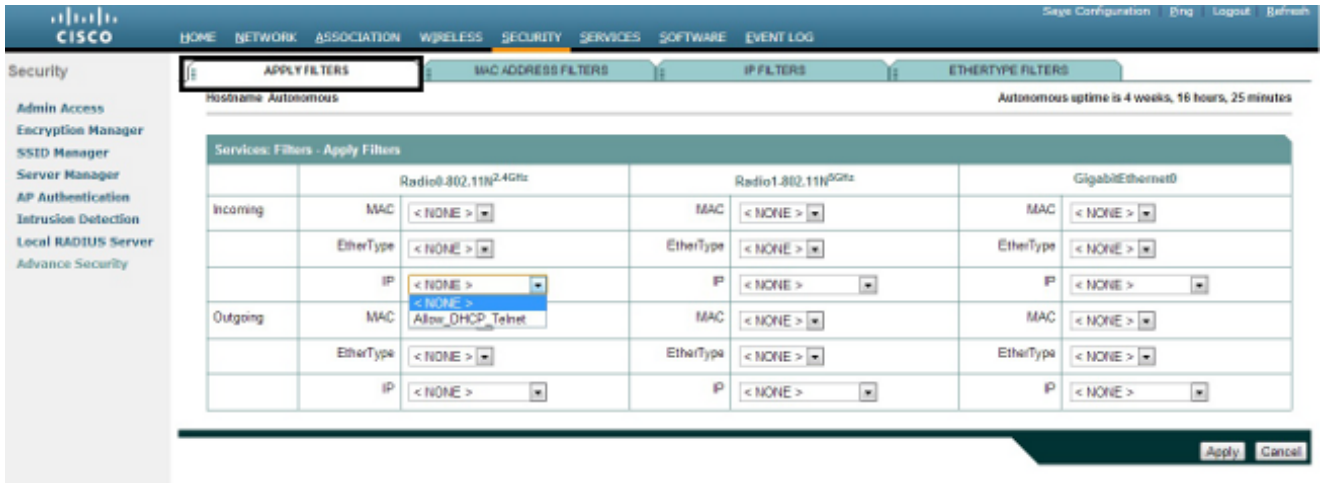 Save Configuration Ping Logout Refresh
CISCO
HOME NETWORK ASSOCIATION WIRELESS SECURITY SERVICES SOFTWARE EVENT LOG
Security
APPLY FILTERS MAC ADDRESS FILTERS IP FILTERS ETHERTYPE FILTERS
Hostname Autonomous Autonomous uptime is 4 weeks, 16 hours, 25 minutes
Admin Access
Encryption Manager
SSID Manager
Server Manager
AP Authentication
Intrusion Detection
Local RADIUS Server
Advance Security
Services: Filters - Apply Filters
Radio0-802.11N2.4GHz Radio1-802.11N5GHz GigabitEthernet0
Incoming MAC < NONE > MAC < NONE > MAC < NONE >
EtherType < NONE > EtherType < NONE > EtherType < NONE >
IP < NONE > IP < NONE > IP < NONE >
< NONE >
Allow_DHCP_Telnet
Outgoing MAC MAC < NONE > MAC < NONE >
EtherType < NONE > EtherType < NONE > EtherType < NONE >
IP < NONE > IP < NONE > IP < NONE >
Apply Cancel